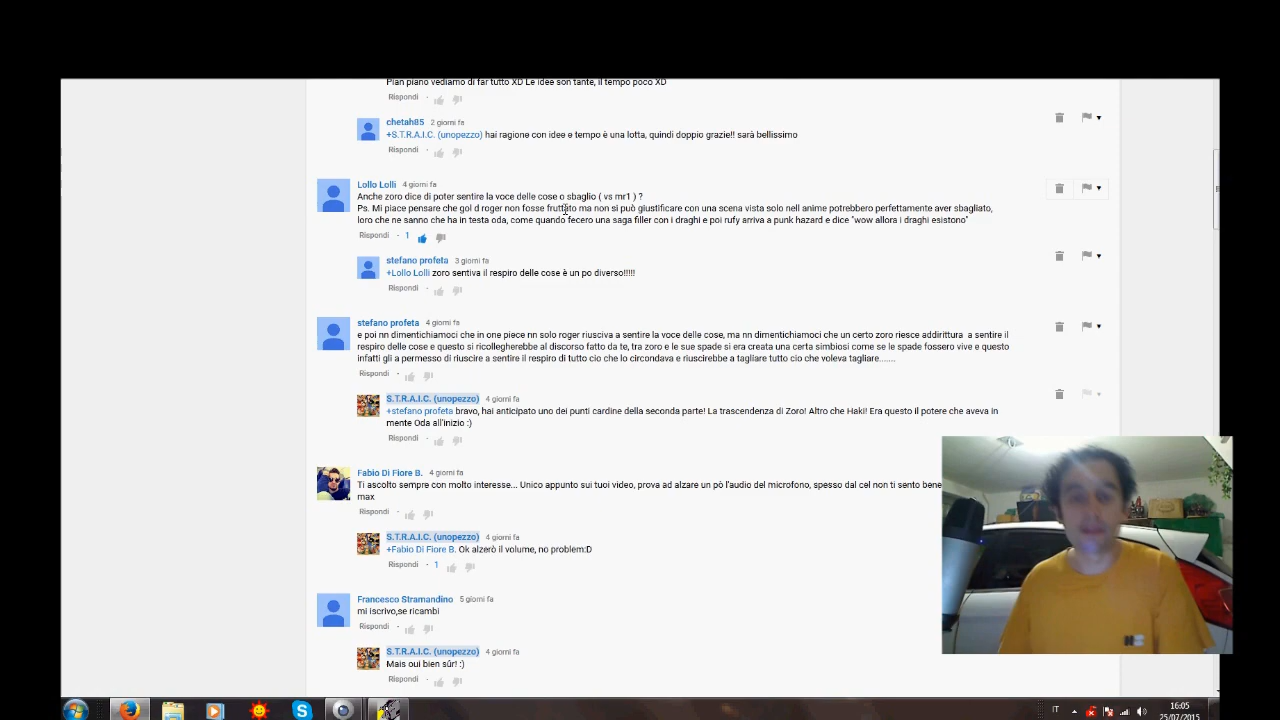 Pian piano vediamo di far tutto XD Le idee son tante, il tempo poco XD
Rispondi ·
chetah85 2 giorni fa
+S.T.R.A.I.C. (unopezzo) hai ragione con idee e tempo è una lotta, quindi doppio grazie!! sarà bellissimo
Rispondi ·
Lollo Lolli 4 giorni fa
Anche zoro dice di poter sentire la voce delle cose o sbaglio ( vs mr1 ) ?
Ps. Mi piace pensare che gol d roger non fosse fruttato ma non si può giustificare con una scena vista solo nell anime potrebbero perfettamente aver sbagliato,
loro che ne sanno che ha in testa oda, come quando fecero una saga filler con i draghi e poi rufy arriva a punk hazard e dice "wow allora i draghi esistono"
Rispondi · 1
stefano profeta 3 giorni fa
+Lollo Lolli zoro sentiva il respiro delle cose è un po diverso!!!!!
Rispondi ·
stefano profeta 4 giorni fa
e poi nn dimentichiamoci che in one piece nn solo roger riusciva a sentire la voce delle cose, ma nn dimentichiamoci che un certo zoro riesce addirittura a sentire il
respiro delle cose e questo si ricollegherebbe al discorso fatto da te, tra zoro e le sue spade si era creata una certa simbiosi come se le spade fossero vive e questo
infatti gli a permesso di riuscire a sentire il respiro di tutto cio che lo circondava e riuscirebbe a tagliare tutto cio che voleva tagliare.......
Rispondi ·
S.T.R.A.I.C. (unopezzo) 4 giorni fa
+stefano profeta bravo, hai anticipato uno dei punti cardine della seconda parte! La trascendenza di Zoro! Altro che Haki! Era questo il potere che aveva in
mente Oda all'inizio :)
Rispondi ·
Fabio Di Fiore B. 4 giorni fa
Ti ascolto sempre con molto interesse... Unico appunto sui tuoi video, prova ad alzare un pò l'audio del microfono, spesso dal cel non ti sento bene
max
Rispondi ·
S.T.R.A.I.C. (unopezzo) 4 giorni fa
+Fabio Di Fiore B. Ok alzerò il volume, no problem:D
Rispondi · 1
Francesco Stramandino 5 giorni fa
mi iscrivo,se ricambi
Rispondi ·
S.T.R.A.I.C. (unopezzo) 4 giorni fa
Mais oui bien sûr! :)
Rispondi ·
IT
16:05
25/07/2015